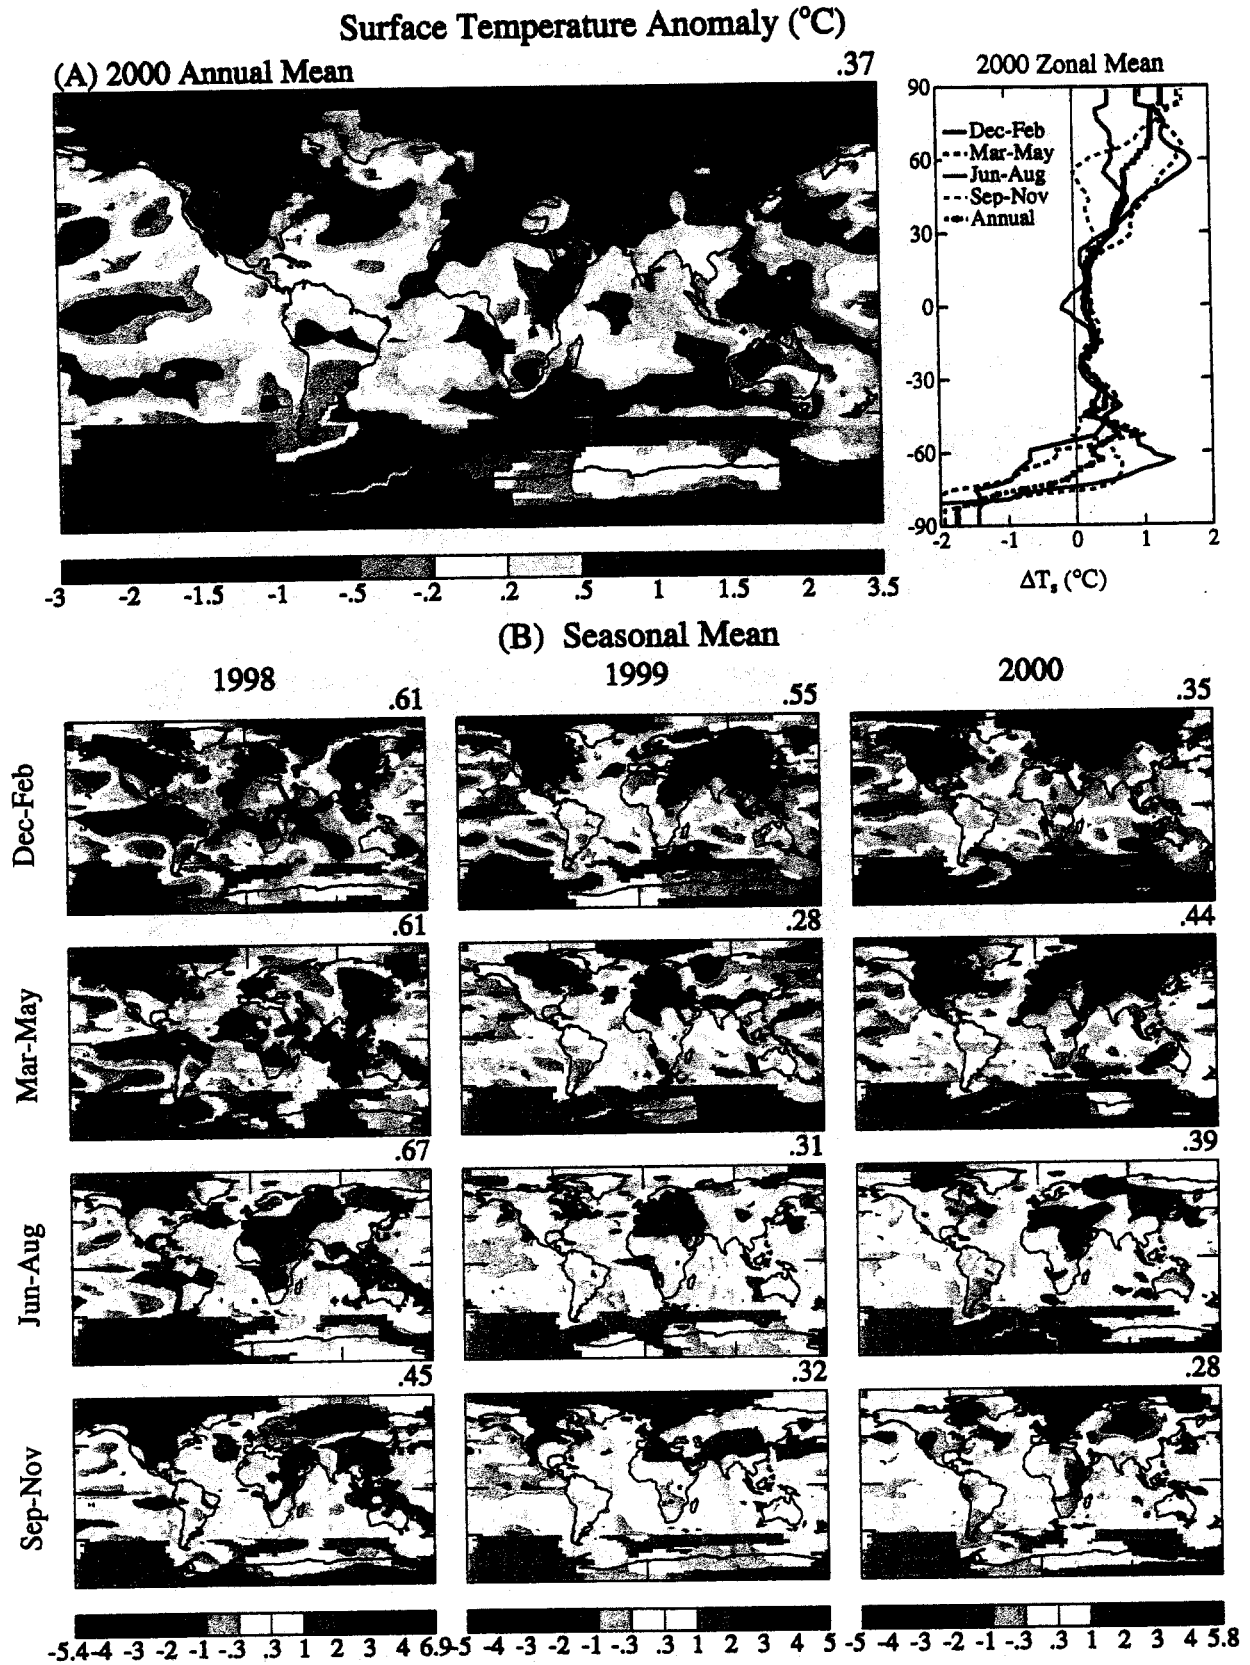 Surface Temperature Anomaly (°C)
(A) 2000 Annual Mean
.37
2000 Zonal Mean
90
60
30
0
-30
-60
-90
Dec-Feb
Mar-May
Jun-Aug
Sep-Nov
Annual
-2 -1 0 1 2
ΔTs (°C)
-3 -2 -1.5 -1 -.5 -.2 .2 .5 1 1.5 2 3.5
(B) Seasonal Mean
1998 1999 2000
.61 .55 .35
Dec-Feb
.61 .28 .44
Mar-May
.67 .31 .39
Jun-Aug
.45 .32 .28
Sep-Nov
-5.4 -4 -3 -2 -1 -.3 .3 1 2 3 4 6.9
-5 -4 -3 -2 -1 -.3 .3 1 2 3 4 5
-5 -4 -3 -2 -1 -.3 .3 1 2 3 4 5.8